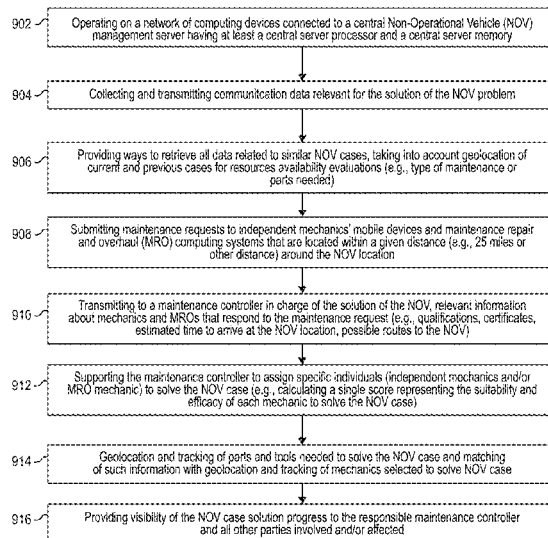 902
Operating on a network of computing devices connected to a central Non-Operational Vehicle (NOV)
management server having at least a central server processor and a central server memory
904
Collecting and transmitting communication data relevant for the solution of the NOV problem
906
Providing ways to retrieve all data related to similar NOV cases, taking into account geolocation of
current and previous cases for resources availability evaluations (e.g., type of maintenance or
parts needed)
908
Submitting maintenance requests to independent mechanics' mobile devices and maintenance repair
and overhaul (MRO) computing systems that are located within a given distance (e.g., 25 miles or
other distance) around the NOV location
910
Transmitting to a maintenance controller in charge of the solution of the NOV, relevant information
about mechanics and MROs that respond to the maintenance request (e.g., qualifications, certificates,
estimated time to arrive at the NOV location, possible routes to the NOV)
912
Supporting the maintenance controller to assign specific individuals (independent mechanics and/or
MRO mechanic) to solve the NOV case (e.g., calculating a single score representing the suitability and
efficacy of each mechanic to solve the NOV case)
914
Geolocation and tracking of parts and tools needed to solve the NOV case and matching
of such information with geolocation and tracking of mechanics selected to solve NOV case
916
Providing visibility of the NOV case solution progress to the responsible maintenance controller
and all other parties involved and/or affected